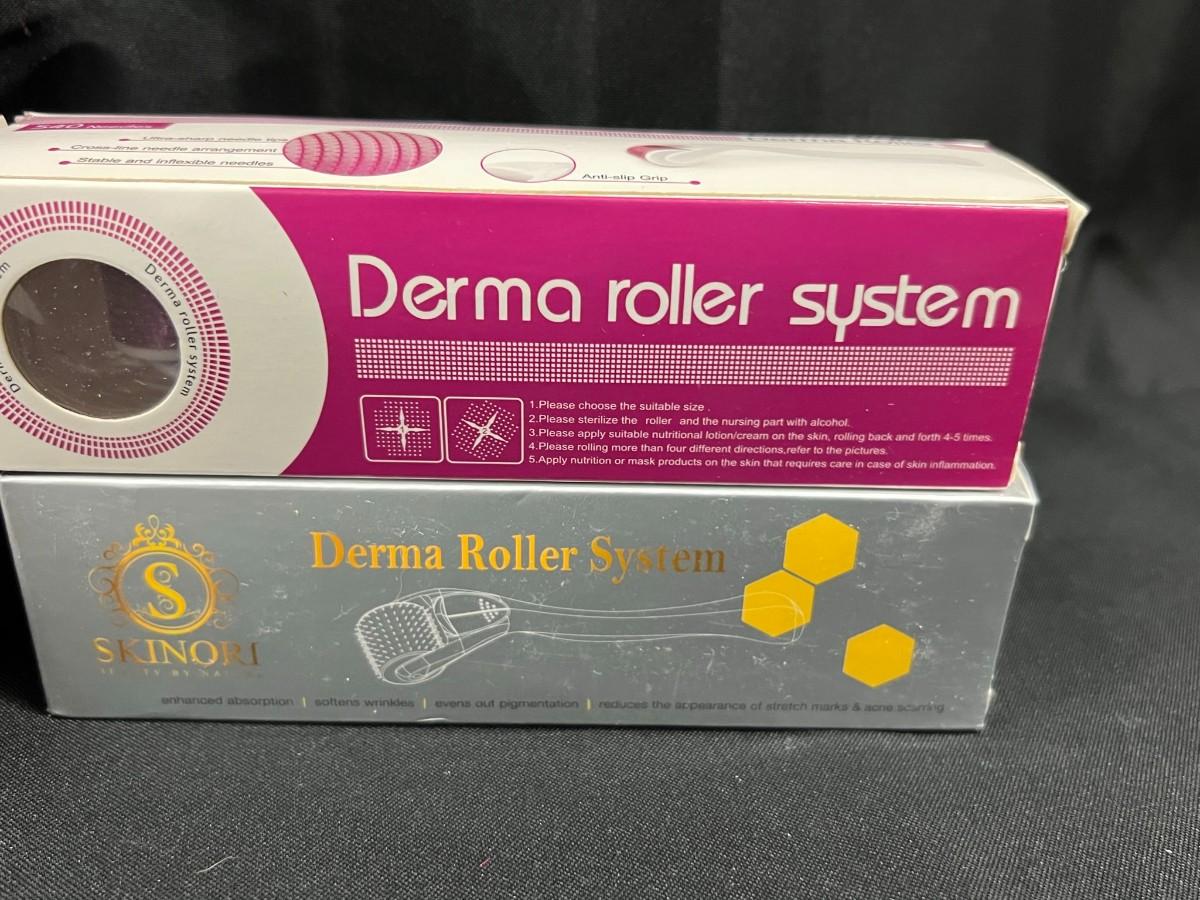 540 Needles
Ultra-sharp needle tips
Cross-line needle arrangement
Stable and inflexible needles
Anti-slip Grip
Derma roller system
Derma roller system
1.Please choose the suitable size .
2.Please sterilize the roller and the nursing part with alcohol.
3.Please apply suitable nutritional lotion/cream on the skin, rolling back and forth 4-5 times.
4.Please rolling more than four different directions,refer to the pictures.
5.Apply nutrition or mask products on the skin that requires care in case of skin inflammation.
Derma Roller System
S
SKINORI
BEAUTY BY NATURE
enhanced absorption | softens wrinkles | evens out pigmentation | reduces the appearance of stretch marks & acne scarring